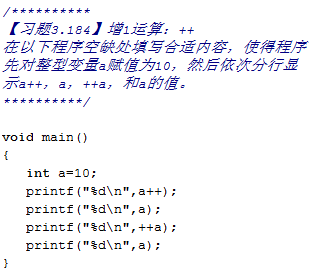 /**********
【习题3.184】增1运算：++
在以下程序空缺处填写合适内容，使得程序
先对整型变量a赋值为10，然后依次分行显
示a++，a，++a，和a的值。
**********/
void main()
{
int a=10;
printf("%d\n",a++);
printf("%d\n",a);
printf("%d\n",++a);
printf("%d\n",a);
}